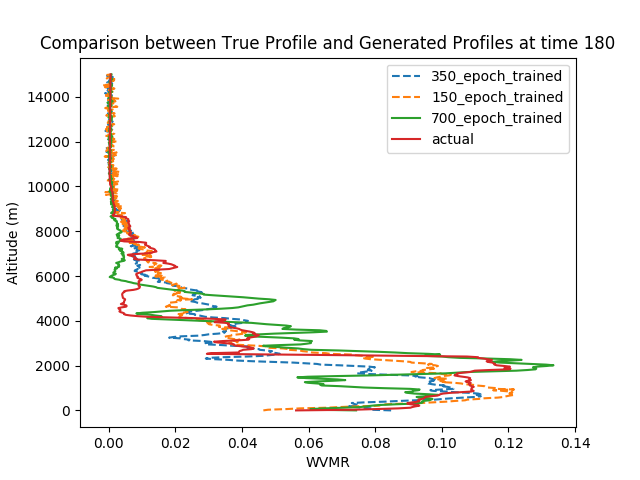 Comparison between True Profile and Generated Profiles at time 180
350_epoch_trained
150_epoch_trained
700_epoch_trained
actual
Altitude (m)
14000
12000
10000
8000
6000
4000
2000
0
0.00 0.02 0.04 0.06 0.08 0.10 0.12 0.14
WVMR